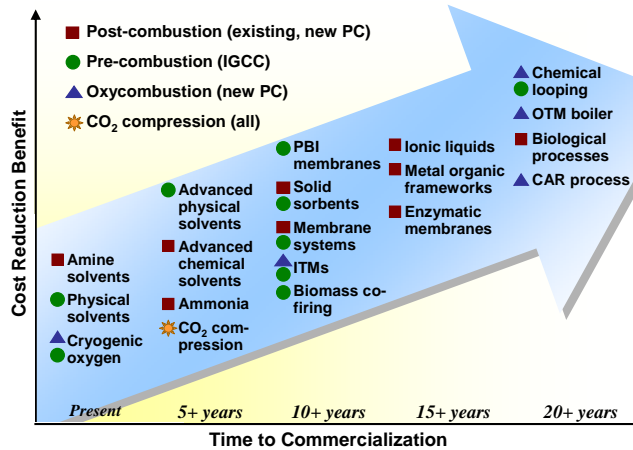 Post-combustion (existing, new PC)
Pre-combustion (IGCC)
Oxycombustion (new PC)
CO2 compression (all)
Cost Reduction Benefit
Amine
solvents
Physical
solvents
Cryogenic
oxygen
Advanced
physical
solvents
Advanced
chemical
solvents
Ammonia
CO2 com-
pression
PBI
membranes
Solid
sorbents
Membrane
systems
ITMs
Biomass co-
firing
Ionic liquids
Metal organic
frameworks
Enzymatic
membranes
Chemical
looping
OTM boiler
Biological
processes
CAR process
Present
5+ years
10+ years
15+ years
20+ years
Time to Commercialization